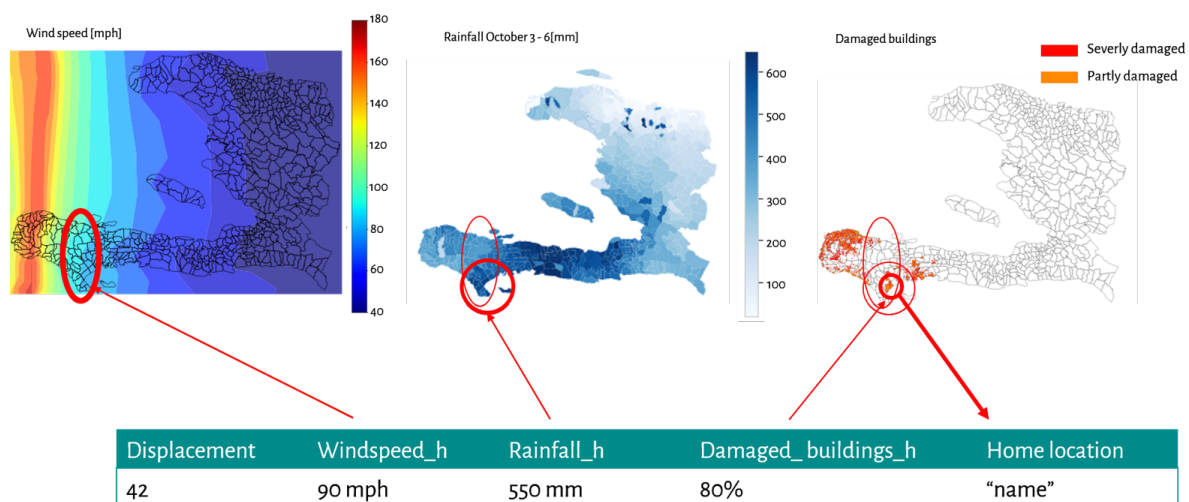 Wind speed [mph]
180
160
140
120
100
80
60
40
Rainfall October 3 - 6[mm]
600
500
400
300
200
100
Damaged buildings
Severly damaged
Partly damaged
Displacement Windspeed_h Rainfall_h Damaged_ buildings_h Home location
42 90 mph 550 mm 80% “name”